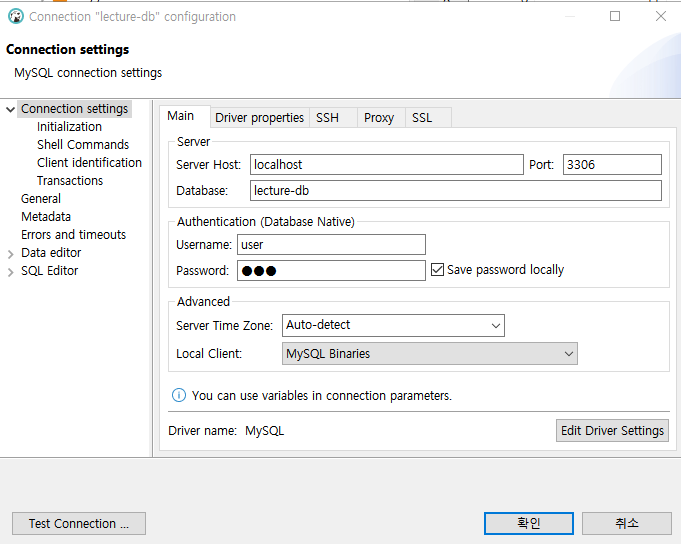 Connection "lecture-db" configuration
Connection settings
MySQL connection settings
Connection settings
Initialization
Shell Commands
Client identification
Transactions
General
Metadata
Errors and timeouts
Data editor
SQL Editor
Main Driver properties SSH Proxy SSL
Server
Server Host: localhost Port: 3306
Database: lecture-db
Authentication (Database Native)
Username: user
Password: ●●● Save password locally
Advanced
Server Time Zone: Auto-detect
Local Client: MySQL Binaries
You can use variables in connection parameters.
Driver name: MySQL Edit Driver Settings
Test Connection ... 확인 취소